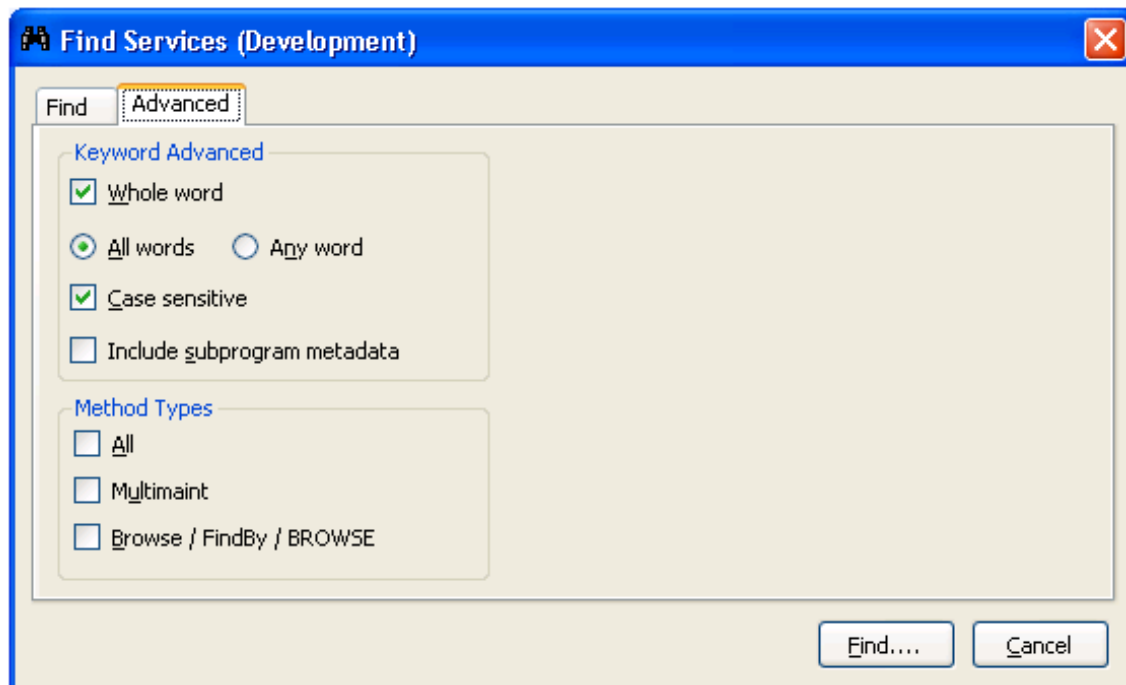 Find Services (Development)
Find Advanced
Keyword Advanced
Whole word
All words Any word
Case sensitive
Include subprogram metadata
Method Types
All
Multimaint
Browse / FindBy / BROWSE
Find.... Cancel